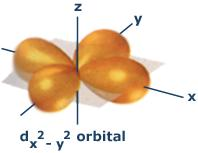 z
y
x
dx²-y² orbital